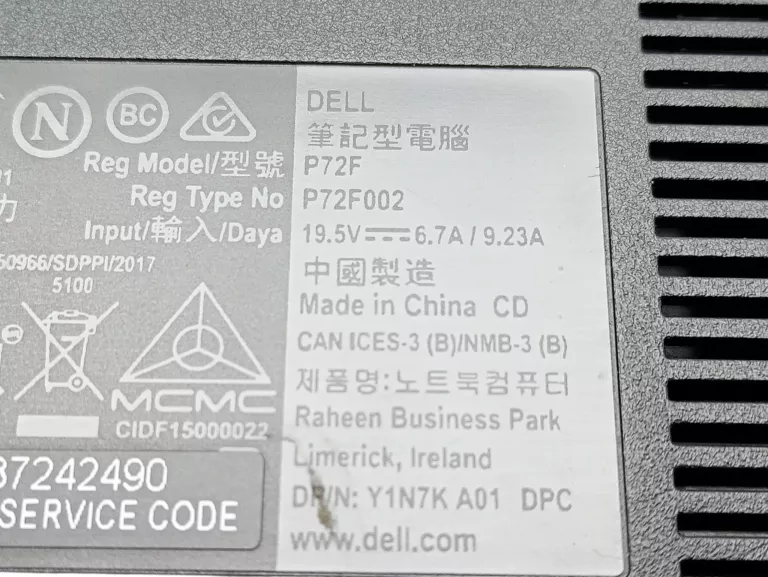 N BC
DELL
筆記型電腦
Reg Model/型號 P72F
Reg Type No P72F002
Input/輸入/Daya 19.5V 6.7A / 9.23A
50966/SDPPI/2017
5100
中國製造
Made in China CD
CAN ICES-3 (B)/NMB-3 (B)
제품명:노트북컴퓨터
MCMC
CIDF15000022
Raheen Business Park
Limerick, Ireland
DP/N: Y1N7K A01 DPC
www.dell.com
37242490
SERVICE CODE